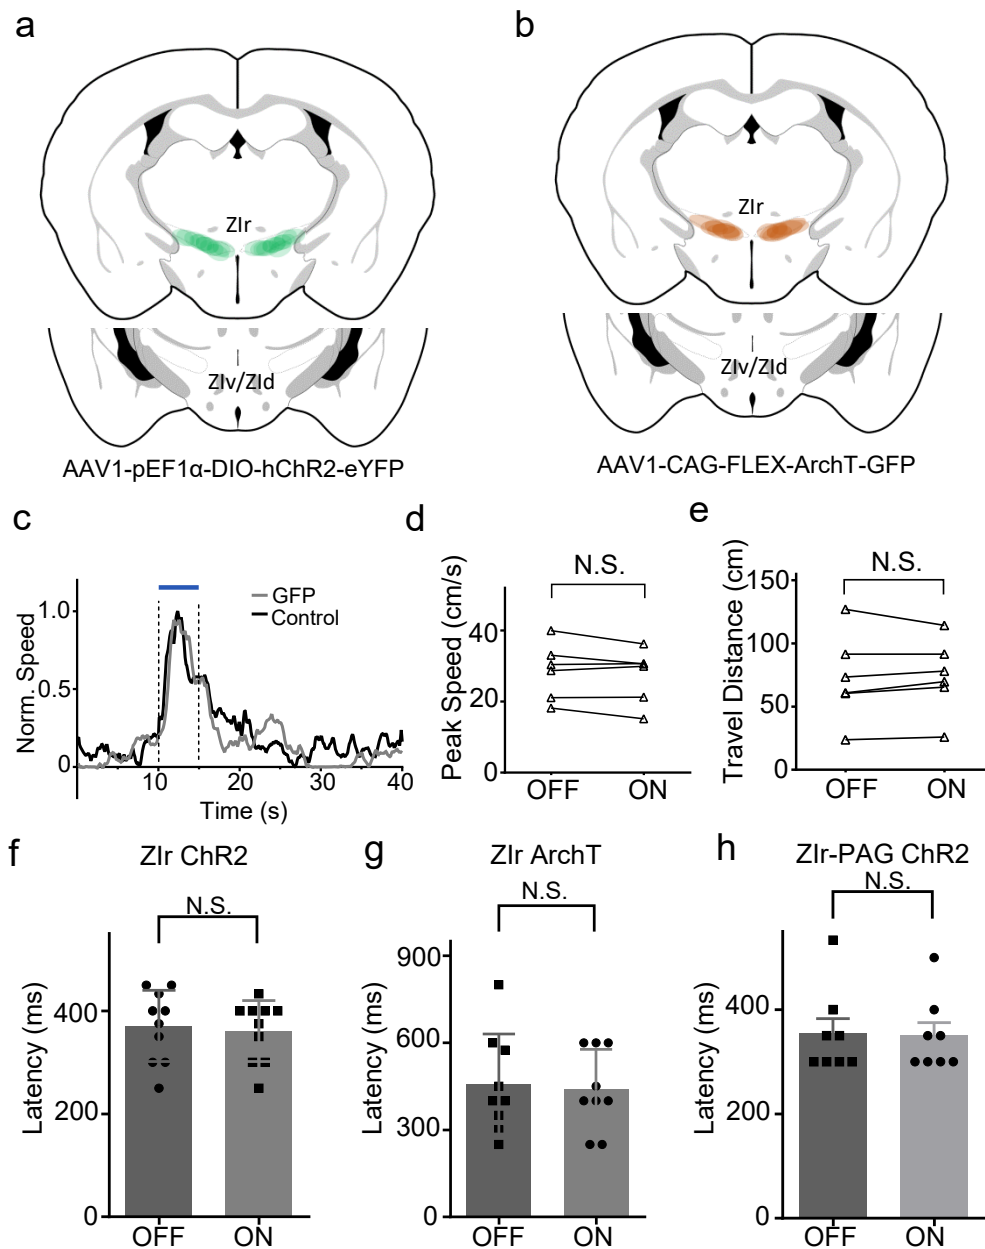 a
b
ZIr
ZIr
ZIv/ZId
ZIv/ZId
AAV1-pEF1α-DIO-hChR2-eYFP
AAV1-CAG-FLEX-ArchT-GFP
c
d
e
GFP
Control
1.0
0.5
0
Norm. Speed
10
20
30
40
Time (s)
N.S.
Peak Speed (cm/s)
40
20
0
OFF
ON
N.S.
Travel Distance (cm)
150
100
50
0
OFF
ON
f
g
h
ZIr ChR2
N.S.
Latency (ms)
400
200
0
OFF
ON
ZIr ArchT
N.S.
Latency (ms)
900
600
300
0
OFF
ON
ZIr-PAG ChR2
N.S.
Latency (ms)
400
200
0
OFF
ON